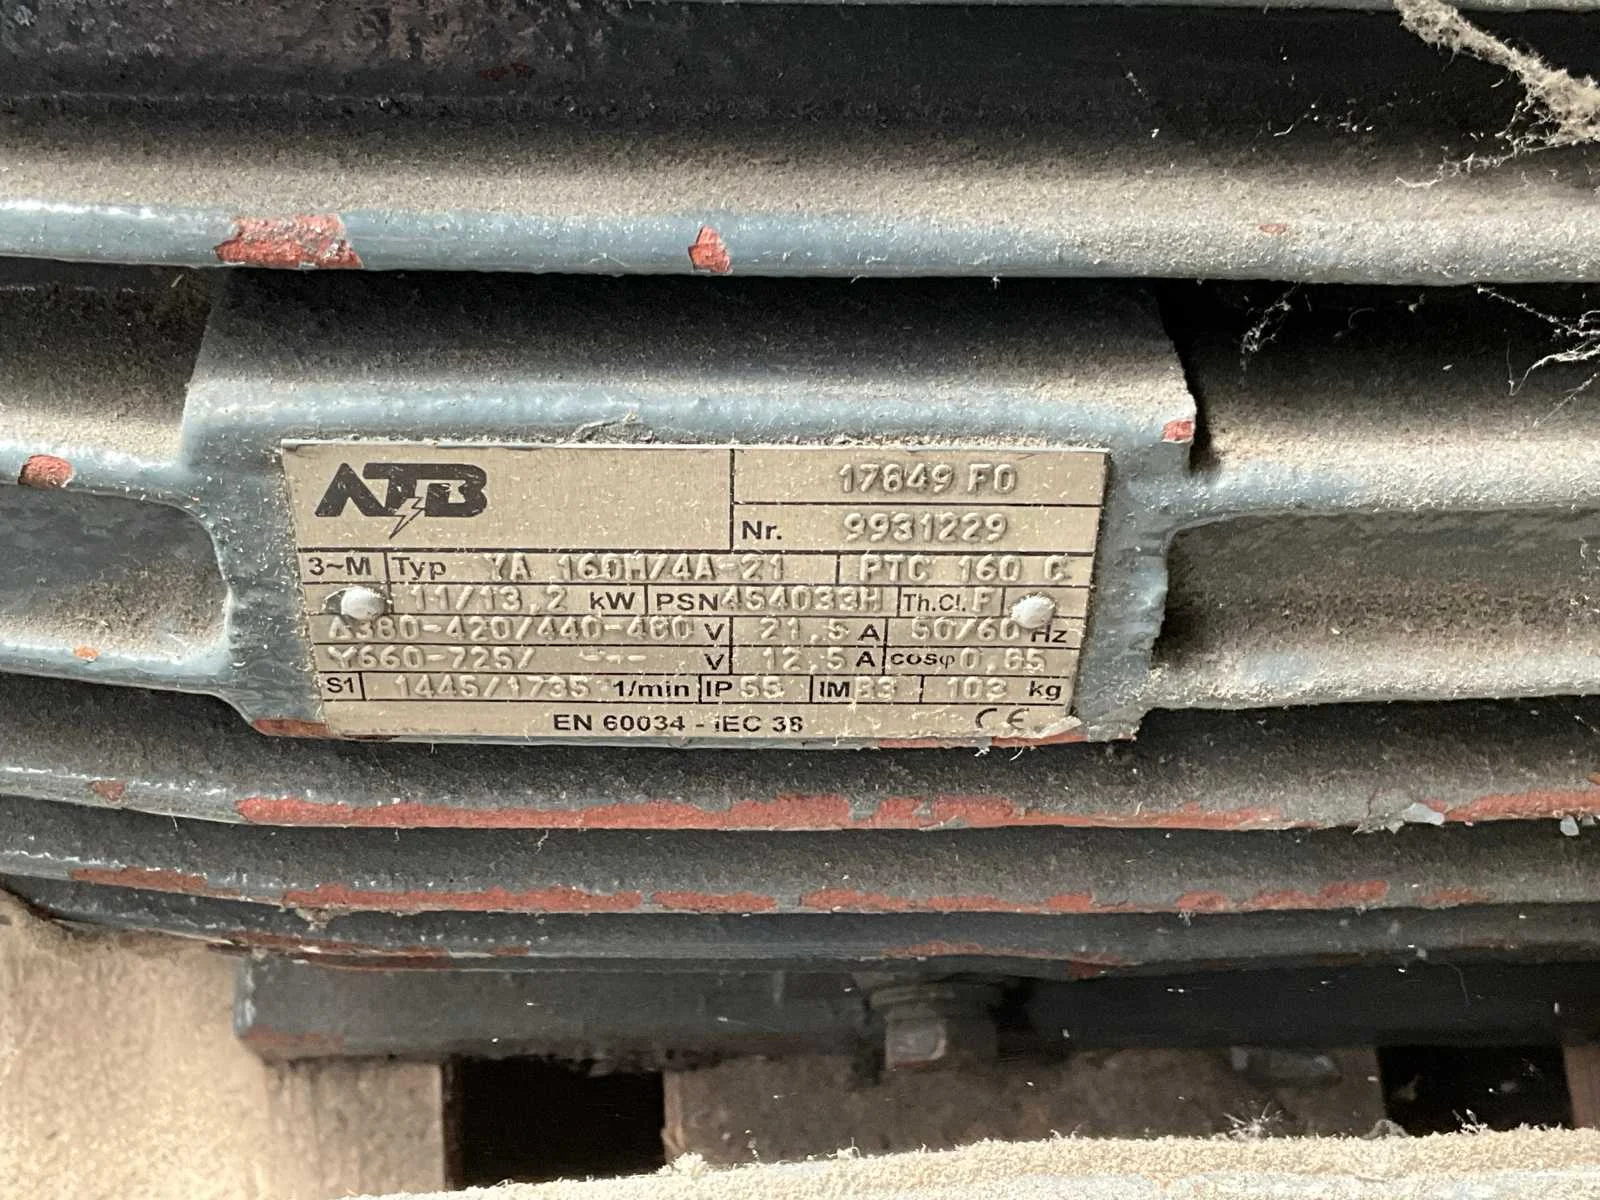 ATB
17849 F0
Nr. 9931229
3~M Typ YA 160M/4A-21 PTC 160 C
11/13,2 kW PSN 454033H Th.Cl. F
Δ380-420/440-480 V 21,5 A 50/60 Hz
Y660-725/ --- V 12,5 A cosφ 0,85
S1 1445/1735 1/min IP 55 IM B3 103 kg
EN 60034 - IEC 38 CE